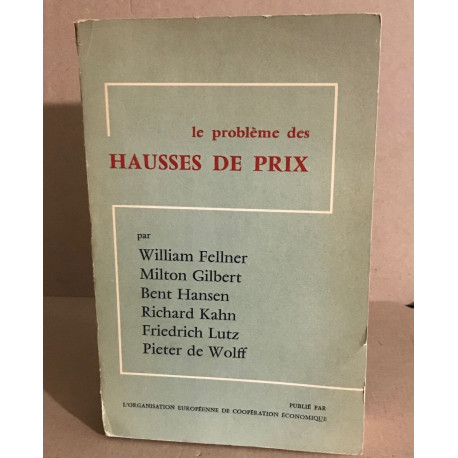 le problème des
HAUSSES DE PRIX
par
William Fellner
Milton Gilbert
Bent Hansen
Richard Kahn
Friedrich Lutz
Pieter de Wolff
PUBLIÉ PAR
L'ORGANISATION EUROPÉENNE DE COOPÉRATION ÉCONOMIQUE